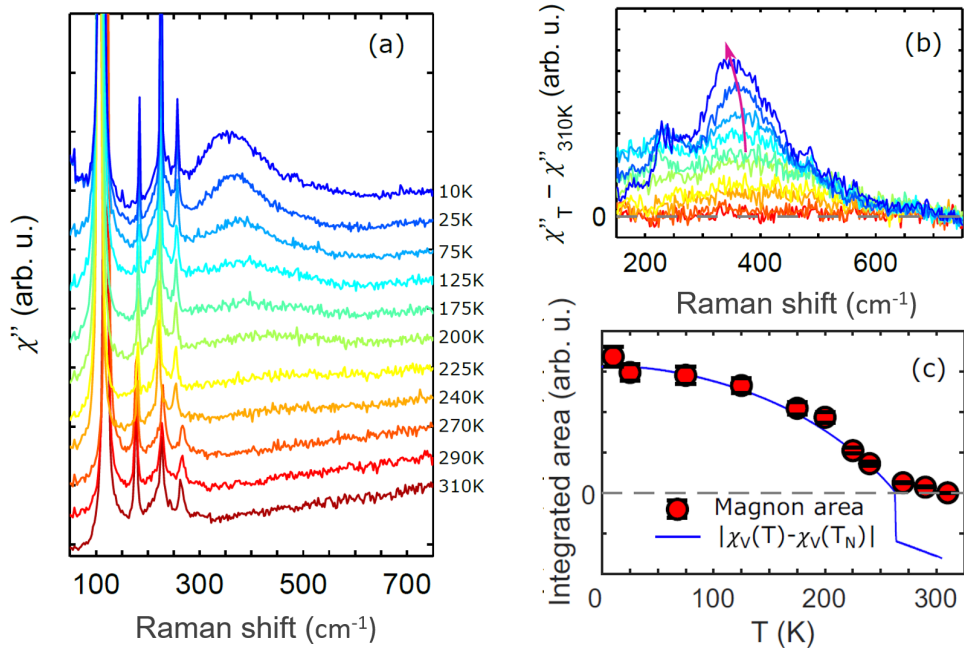 (a)
χ’’ (arb. u.)
10K
25K
75K
125K
175K
200K
225K
240K
270K
290K
310K
100 300 500 700
Raman shift (cm-1)
(b)
χ’’T − χ’’310K (arb. u.)
0
200 400 600
Raman shift (cm-1)
(c)
Integrated area (arb. u.)
0
Magnon area
|χV(T)-χV(TN)|
0 100 200 300
T (K)